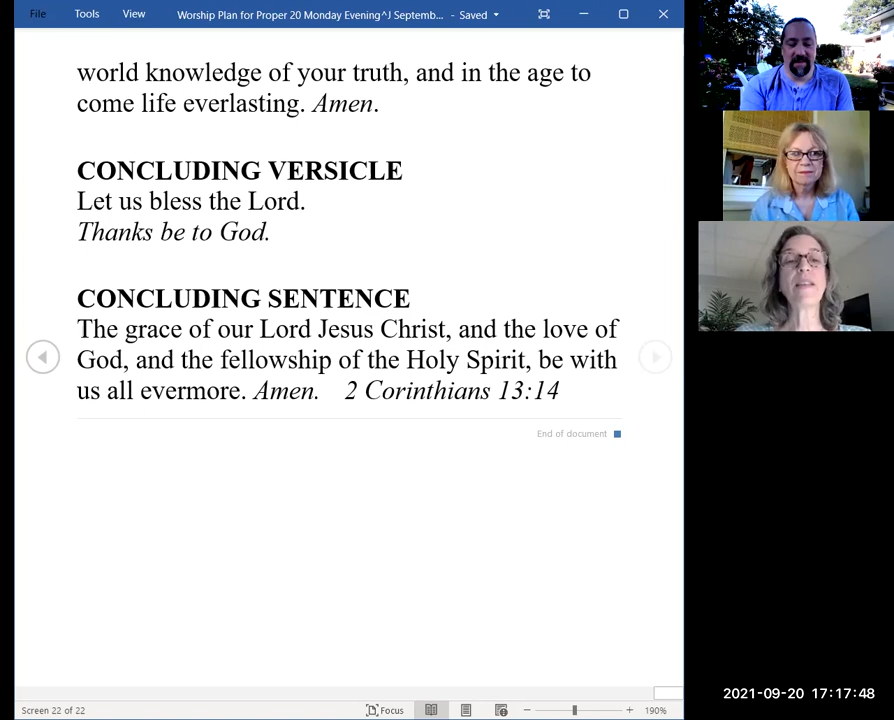 File Tools View Worship Plan for Proper 20 Monday Evening^J Septemb... - Saved
world knowledge of your truth, and in the age to
come life everlasting. Amen.
CONCLUDING VERSICLE
Let us bless the Lord.
Thanks be to God.
CONCLUDING SENTENCE
The grace of our Lord Jesus Christ, and the love of
God, and the fellowship of the Holy Spirit, be with
us all evermore. Amen. 2 Corinthians 13:14
End of document
2021-09-20 17:17:48
Screen 22 of 22 Focus 190%